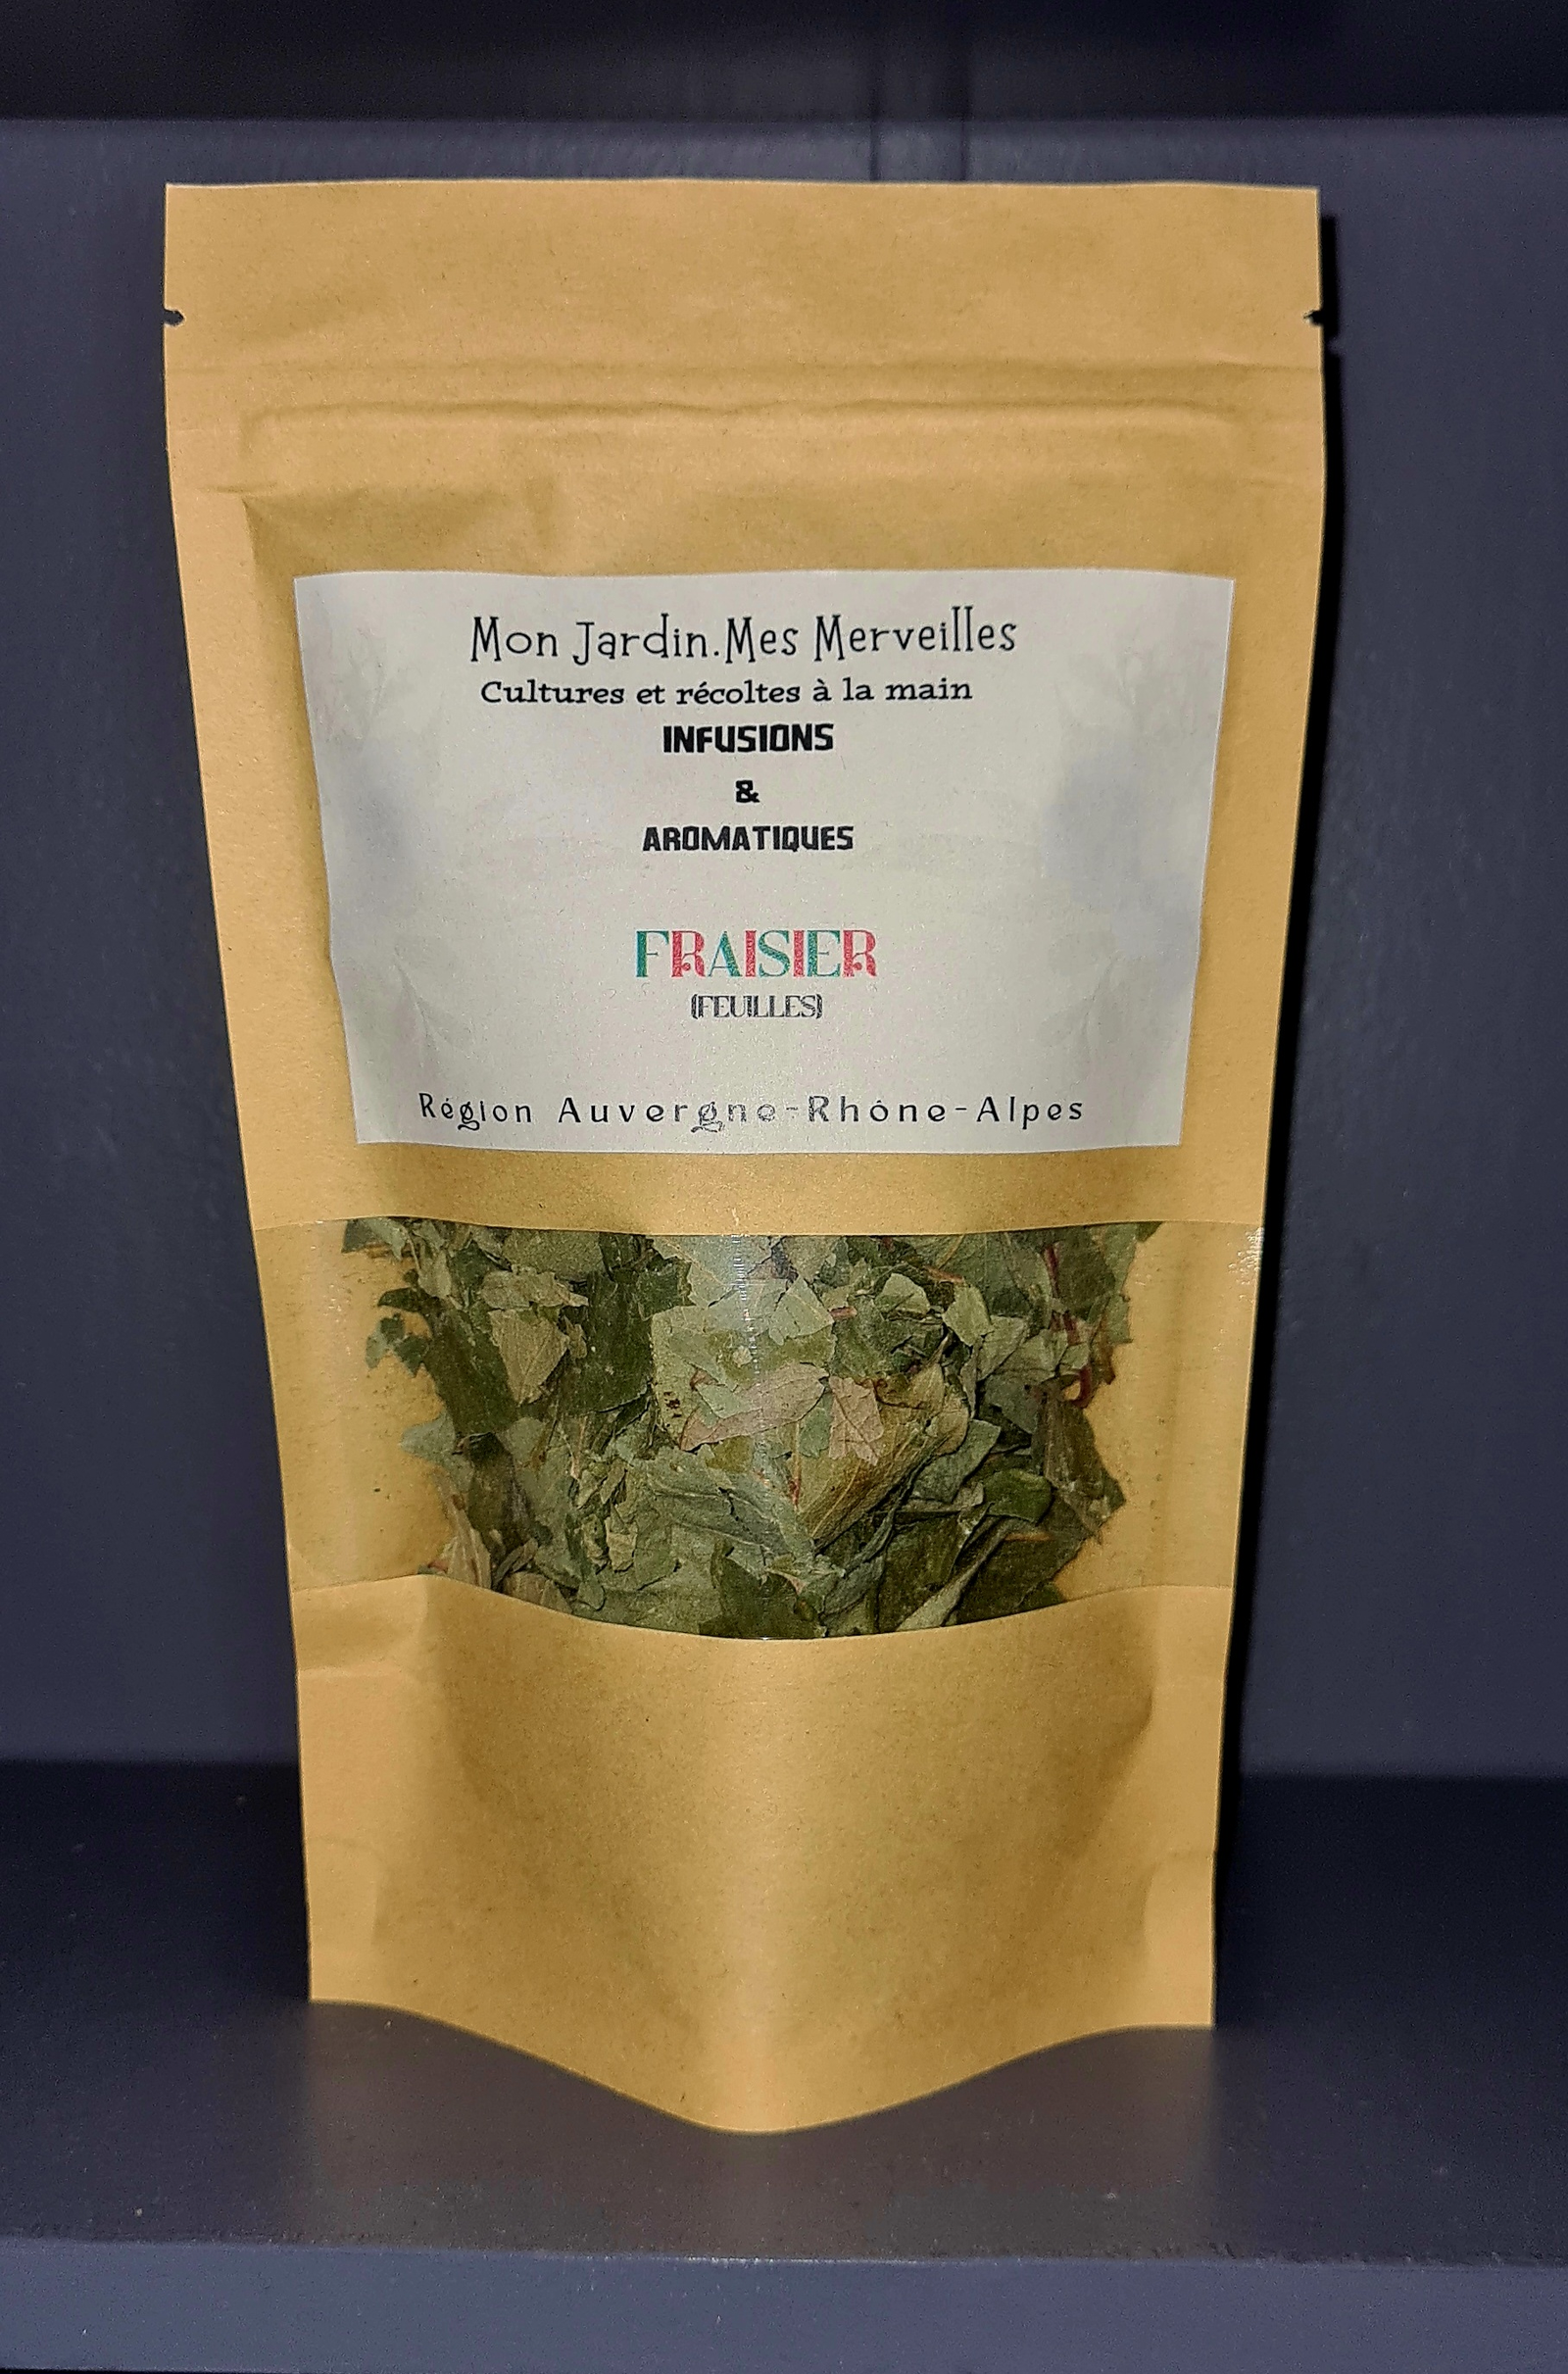 Mon Jardin.Mes Merveilles
Cultures et récoltes à la main
INFUSIONS
&
AROMATIQUES
FRAISIER
(FEUILLES)
Région Auvergne-Rhône-Alpes